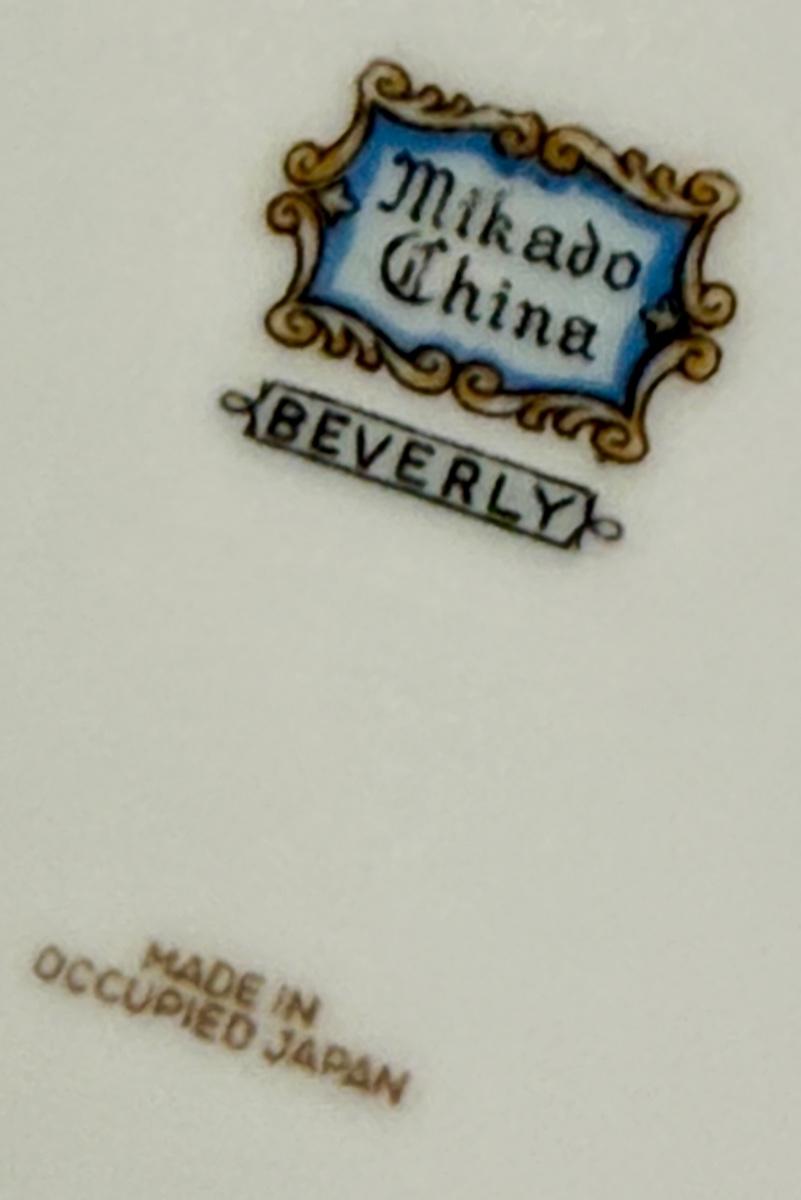 Mikado
China
BEVERLY
MADE IN
OCCUPIED JAPAN